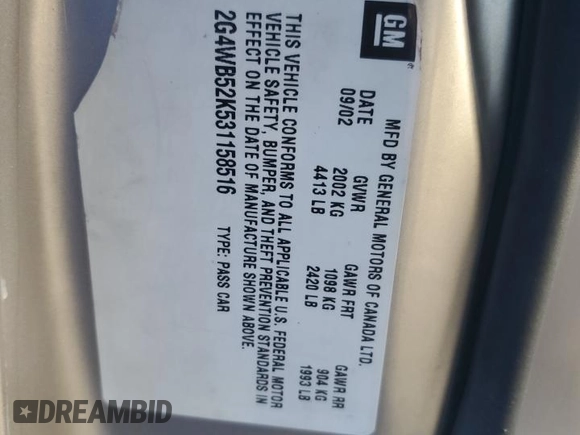 GM
MFD BY GENERAL MOTORS OF CANADA LTD.
DATE GVWR GAWR FRT GAWR RR
09/02 2002 KG 1098 KG 904 KG
4413 LB 2420 LB 1993 LB
THIS VEHICLE CONFORMS TO ALL APPLICABLE U.S. FEDERAL MOTOR
VEHICLE SAFETY, BUMPER, AND THEFT PREVENTION STANDARDS IN
EFFECT ON THE DATE OF MANUFACTURE SHOWN ABOVE.
2G4WB52K531158516 TYPE: PASS CAR
DREAMBID